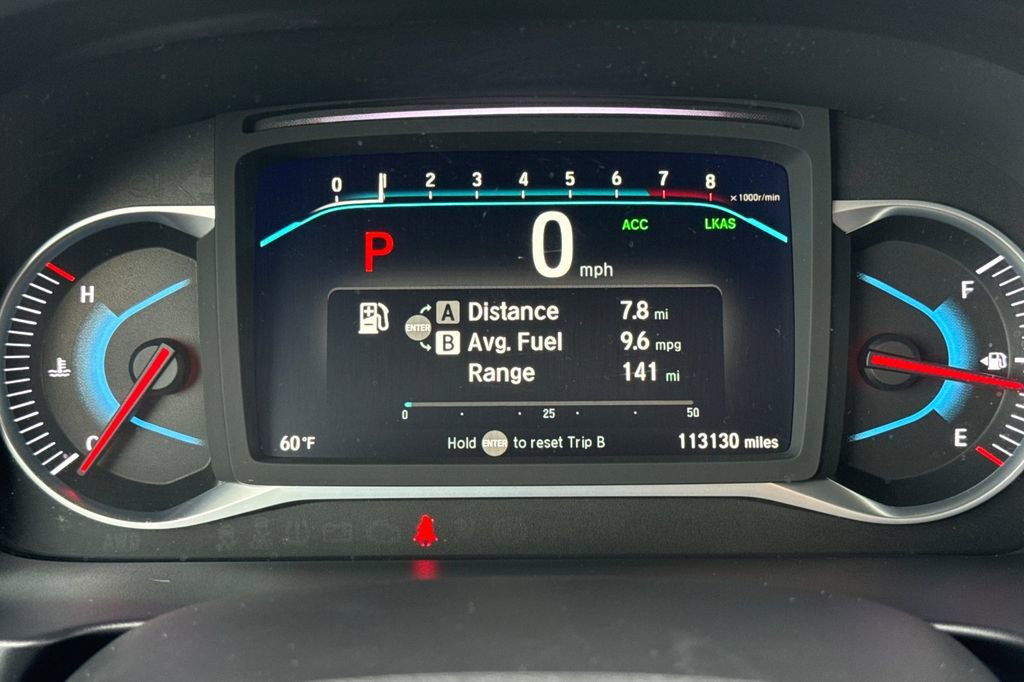 0 1 2 3 4 5 6 7 8 ×1000r/min
P 0 mph ACC LKAS
H
F
A Distance 7.8 mi
ENTER
B Avg. Fuel 9.6 mpg
Range 141 mi
0 25 50
C
E
60°F Hold ENTER to reset Trip B 113130 miles